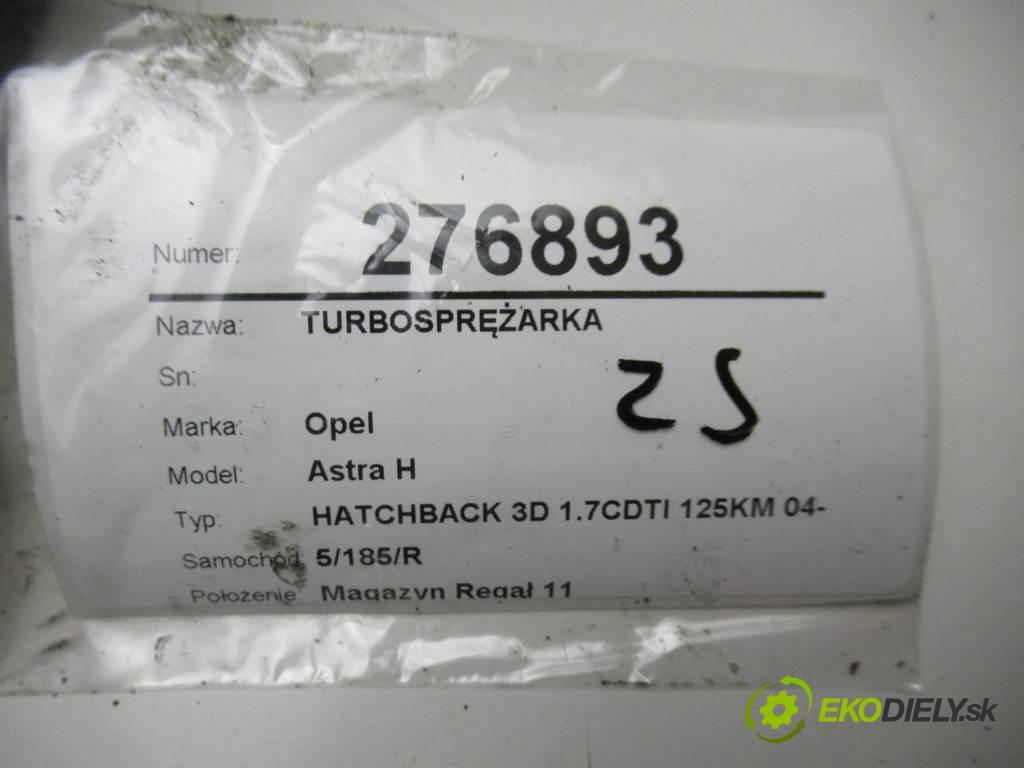 Numer: 276893
Nazwa: TURBOSPRĘŻARKA
Sn:
Marka: Opel
Model: Astra H
Typ: HATCHBACK 3D 1.7CDTI 125KM 04-
Samochód: 5/185/R
Położenie Magazyn Regał 11
EKODIELY.sk